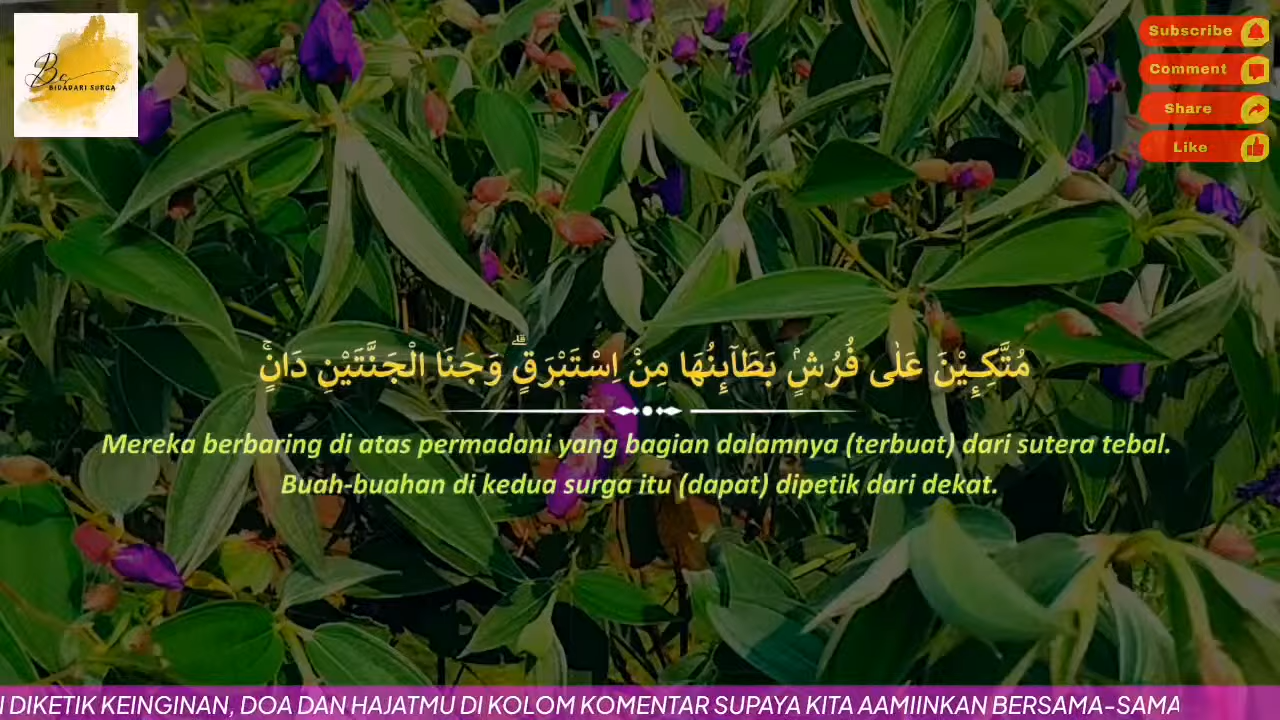 Bs
BIDADARI SURGA
Subscribe
Comment
Share
Like
مُتَّكِـِٕيْنَ عَلٰى فُرُشٍۢ بَطَاۤىِٕنُهَا مِنْ اِسْتَبْرَقٍۗ وَجَنَا الْجَنَّتَيْنِ دَانٍۚ
Mereka berbaring di atas permadani yang bagian dalamnya (terbuat) dari sutera tebal.
Buah-buahan di kedua surga itu (dapat) dipetik dari dekat.
DIKETIK KEINGINAN, DOA DAN HAJATMU DI KOLOM KOMENTAR SUPAYA KITA AAMIINKAN BERSAMA-SAMA